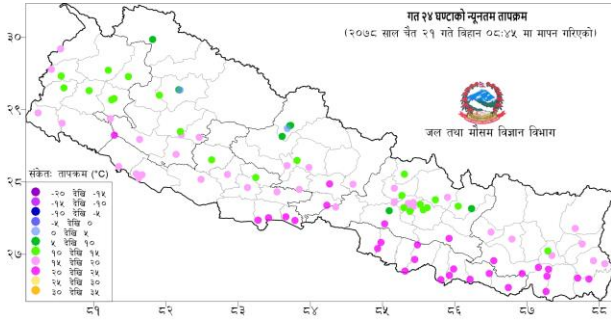 गत २४ घण्टाको न्यूनतम तापक्रम
(२०७८ साल चैत २१ गते बिहान ०८:४५ मा मापन गरिएको)
जल तथा मौसम विज्ञान विभाग
संकेतः तापक्रम (°C)
-२० देखि -१५
-१५ देखि -१०
-१० देखि -५
-५ देखि ०
० देखि ५
५ देखि १०
१० देखि १५
१५ देखि २०
२० देखि २५
२५ देखि ३०
३० देखि ३५
३०
२९
२८
२७
८१
८२
८३
८४
८५
८६
८७
८८